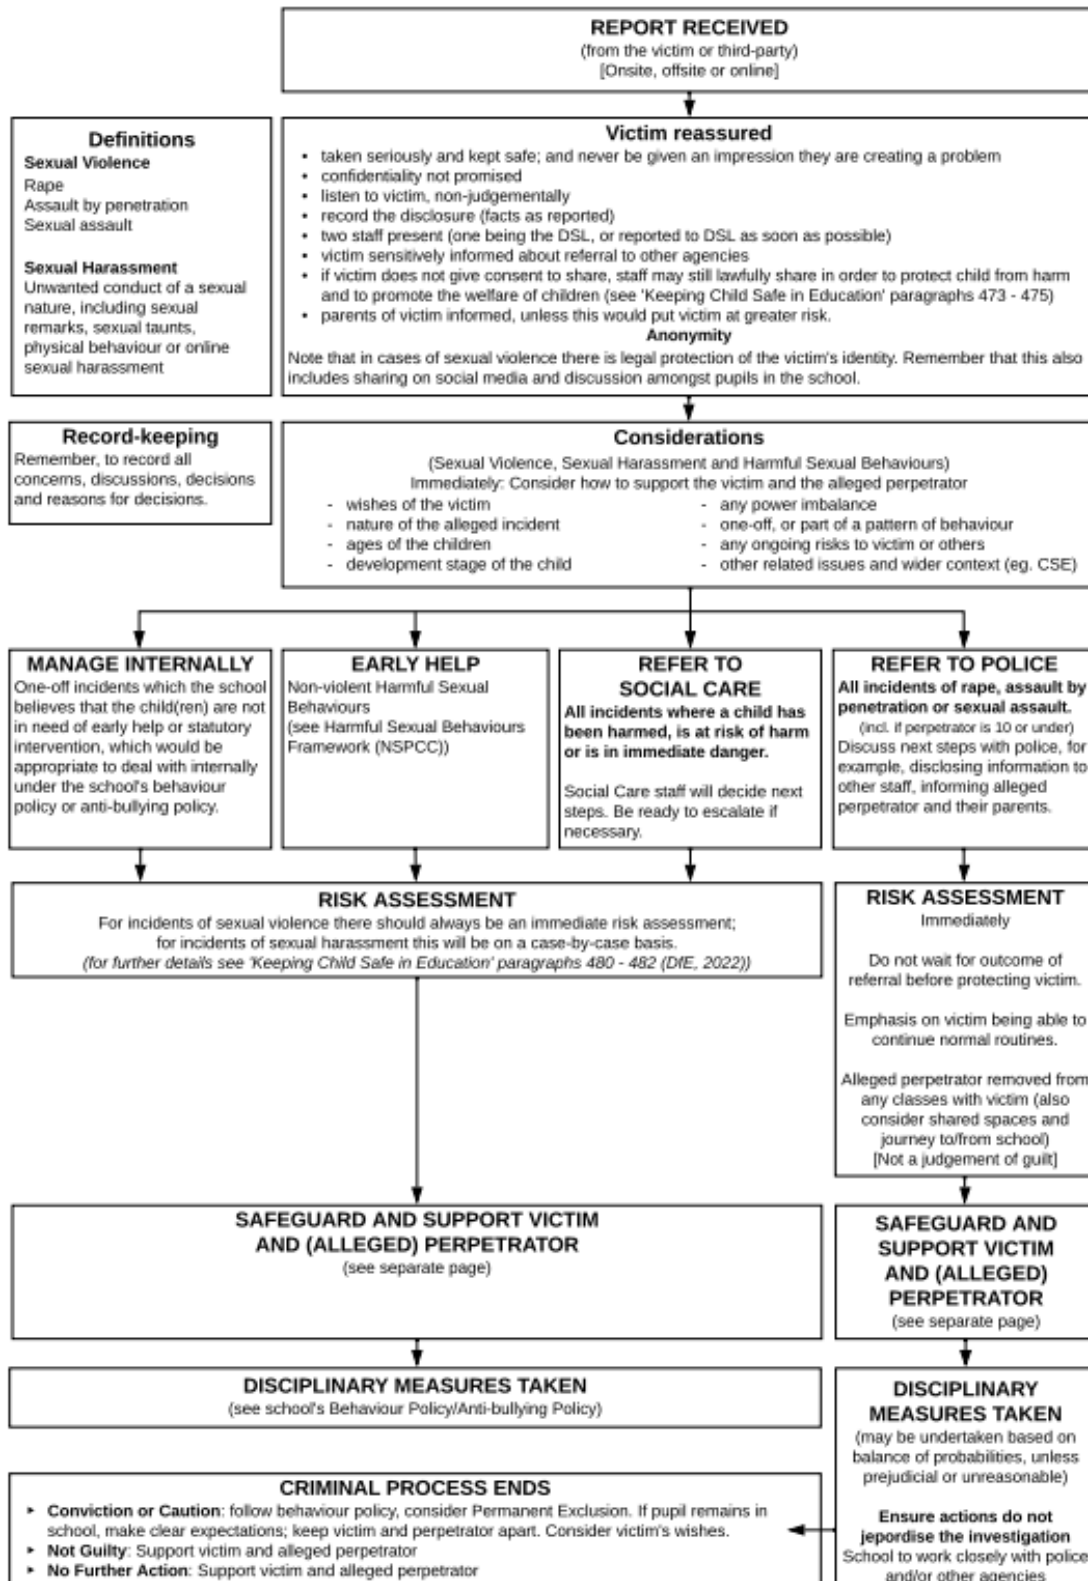 REPORT RECEIVED
(from the victim or third-party)
[Onsite, offsite or online]
Definitions
Sexual Violence
Rape
Assault by penetration
Sexual assault
Sexual Harassment
Unwanted conduct of a sexual
nature, including sexual
remarks, sexual taunts,
physical behaviour or online
sexual harassment
Victim reassured
• taken seriously and kept safe; and never be given an impression they are creating a problem
• confidentiality not promised
• listen to victim, non-judgementally
• record the disclosure (facts as reported)
• two staff present (one being the DSL, or reported to DSL as soon as possible)
• victim sensitively informed about referral to other agencies
• if victim does not give consent to share, staff may still lawfully share in order to protect child from harm
and to promote the welfare of children (see 'Keeping Child Safe in Education' paragraphs 473 - 475)
• parents of victim informed, unless this would put victim at greater risk.
Anonymity
Note that in cases of sexual violence there is legal protection of the victim's identity. Remember that this also
includes sharing on social media and discussion amongst pupils in the school.
Record-keeping
Remember, to record all
concerns, discussions, decisions
and reasons for decisions.
Considerations
(Sexual Violence, Sexual Harassment and Harmful Sexual Behaviours)
Immediately: Consider how to support the victim and the alleged perpetrator
- wishes of the victim
- nature of the alleged incident
- ages of the children
- development stage of the child
- any power imbalance
- one-off, or part of a pattern of behaviour
- any ongoing risks to victim or others
- other related issues and wider context (eg. CSE)
MANAGE INTERNALLY
One-off incidents which the school
believes that the child(ren) are not
in need of early help or statutory
intervention, which would be
appropriate to deal with internally
under the school's behaviour
policy or anti-bullying policy.
EARLY HELP
Non-violent Harmful Sexual
Behaviours
(see Harmful Sexual Behaviours
Framework (NSPCC))
REFER TO
SOCIAL CARE
All incidents where a child has
been harmed, is at risk of harm
or is in immediate danger.
Social Care staff will decide next
steps. Be ready to escalate if
necessary.
REFER TO POLICE
All incidents of rape, assault by
penetration or sexual assault.
(incl. if perpetrator is 10 or under)
Discuss next steps with police, for
example, disclosing information to
other staff, informing alleged
perpetrator and their parents.
RISK ASSESSMENT
For incidents of sexual violence there should always be an immediate risk assessment;
for incidents of sexual harassment this will be on a case-by-case basis.
(for further details see 'Keeping Child Safe in Education' paragraphs 480 - 482 (DfE, 2022))
RISK ASSESSMENT
Immediately
Do not wait for outcome of
referral before protecting victim.
Emphasis on victim being able to
continue normal routines.
Alleged perpetrator removed from
any classes with victim (also
consider shared spaces and
journey to/from school)
[Not a judgement of guilt]
SAFEGUARD AND SUPPORT VICTIM
AND (ALLEGED) PERPETRATOR
(see separate page)
SAFEGUARD AND
SUPPORT VICTIM
AND (ALLEGED)
PERPETRATOR
(see separate page)
DISCIPLINARY MEASURES TAKEN
(see school's Behaviour Policy/Anti-bullying Policy)
DISCIPLINARY
MEASURES TAKEN
(may be undertaken based on
balance of probabilities, unless
prejudicial or unreasonable)
Ensure actions do not
jepordise the investigation
School to work closely with police
and/or other agencies
CRIMINAL PROCESS ENDS
▸ Conviction or Caution: follow behaviour policy, consider Permanent Exclusion. If pupil remains in
school, make clear expectations; keep victim and perpetrator apart. Consider victim's wishes.
▸ Not Guilty: Support victim and alleged perpetrator
▸ No Further Action: Support victim and alleged perpetrator